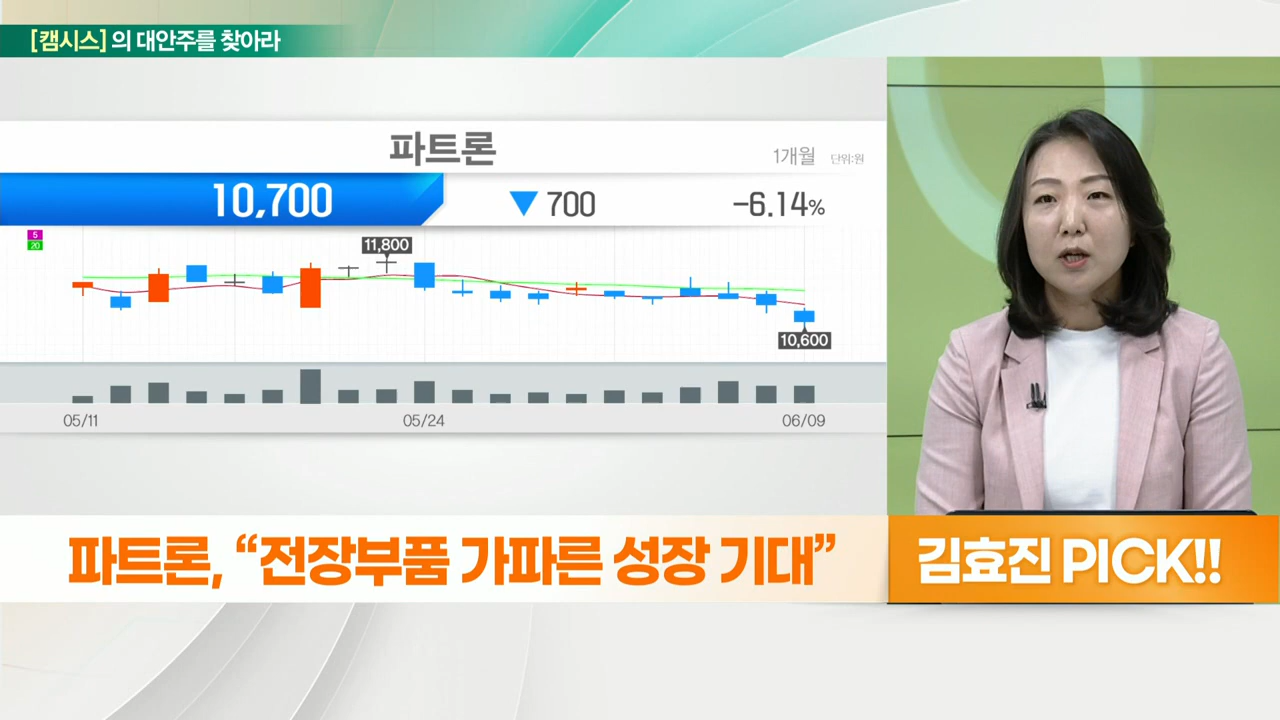 [캠시스]의 대안주를 찾아라
파트론
1개월 단위:원
10,700 ▼ 700 -6.14%
5
20
11,800
10,600
05/11 05/24 06/09
파트론, “전장부품 가파른 성장 기대”
김효진 PICK!!